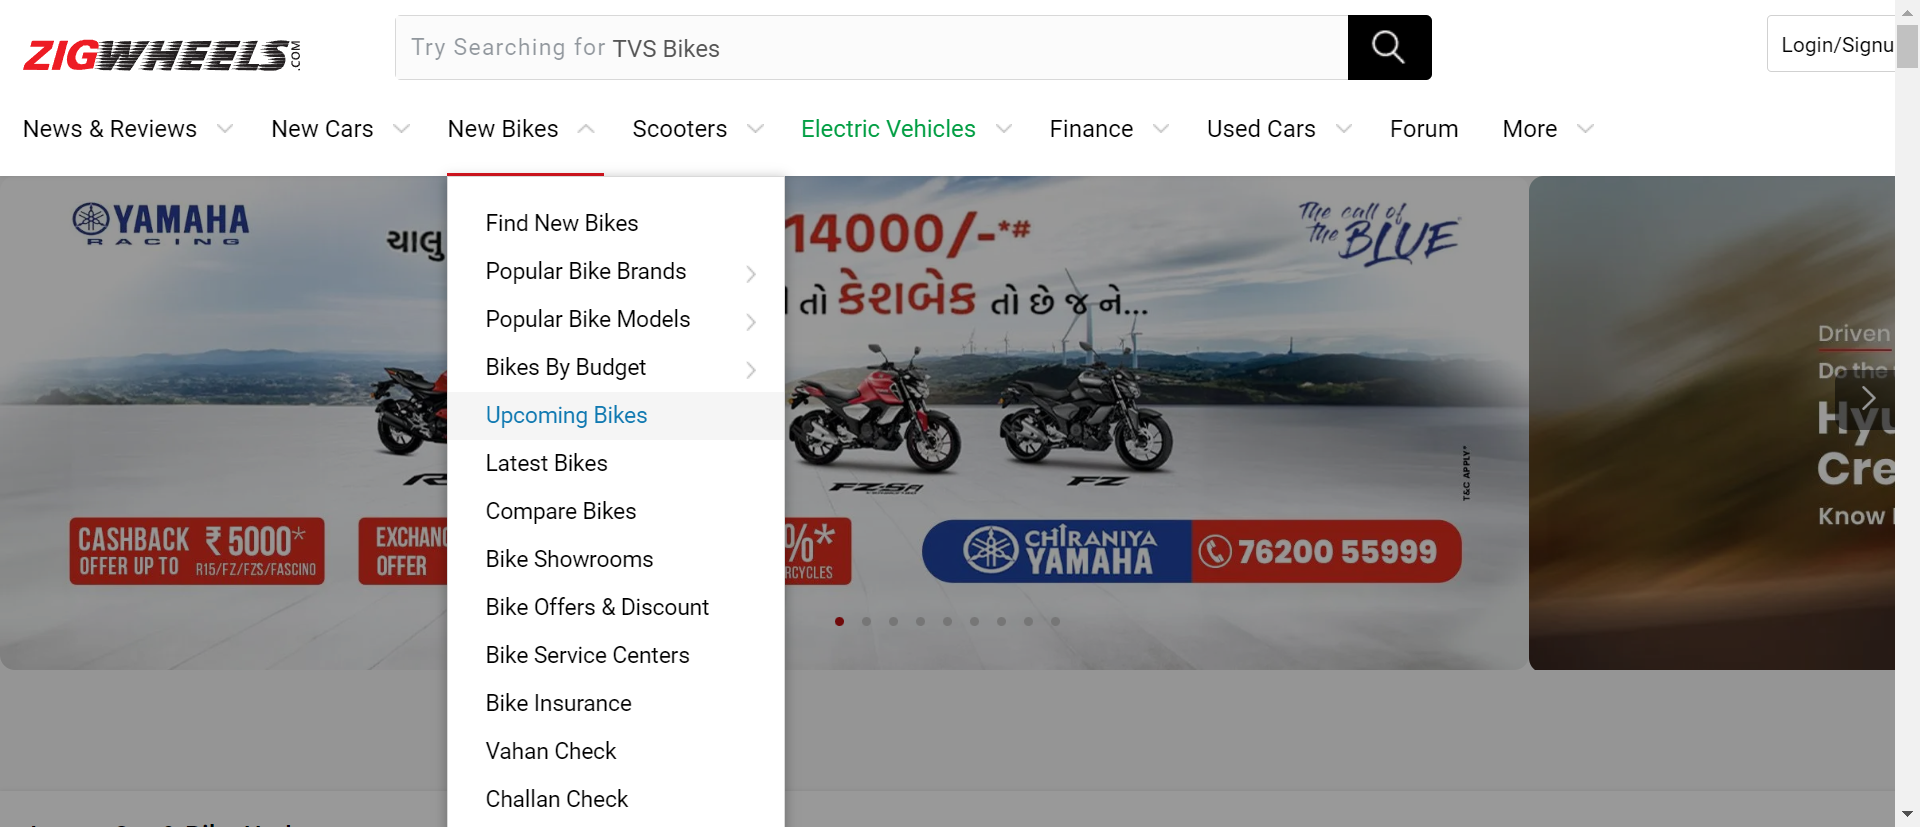 ZIGWHEELS.COM
Try Searching for TVS Bikes
Login/Signu
News & Reviews
New Cars
New Bikes
Scooters
Electric Vehicles
Finance
Used Cars
Forum
More
Find New Bikes
Popular Bike Brands
Popular Bike Models
Bikes By Budget
Upcoming Bikes
Latest Bikes
Compare Bikes
Bike Showrooms
Bike Offers & Discount
Bike Service Centers
Bike Insurance
Vahan Check
Challan Check
YAMAHA
RACING
ચાલુ
14000/-*#
The call of
the BLUE
તો કેશબેક તો છે જ ને...
FZ-S FI
FZ
T&C APPLY*
CASHBACK ₹ 5000*
OFFER UP TO R15/FZ/FZS/FASCINO
EXCHANG
OFFER
%*
RCYCLES
CHIRANIYA
YAMAHA
76200 55999
Driven
Do the
Hyu
Cre
Know